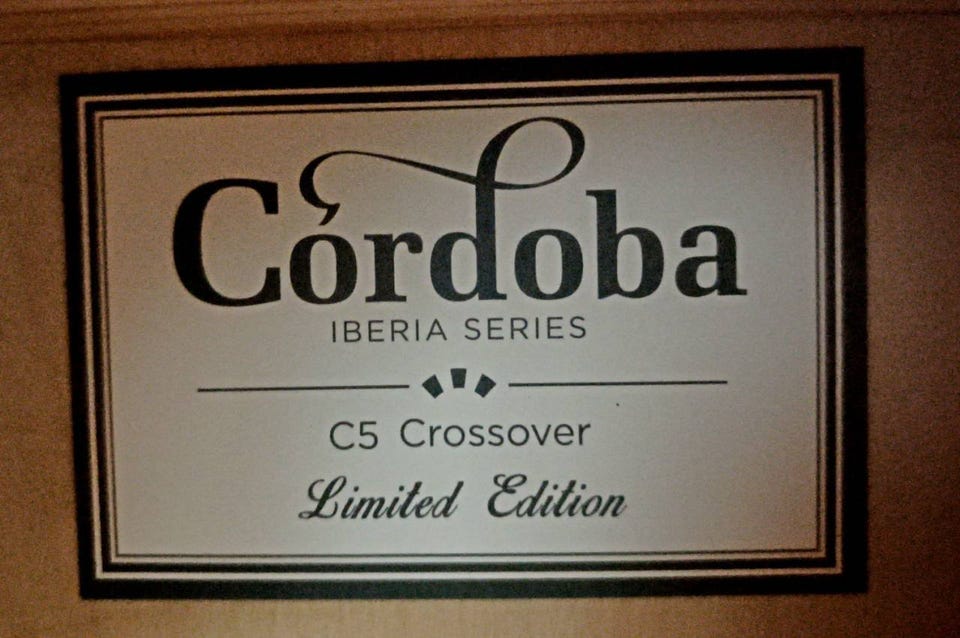 Córdoba
IBERIA SERIES
C5 Crossover
Limited Edition